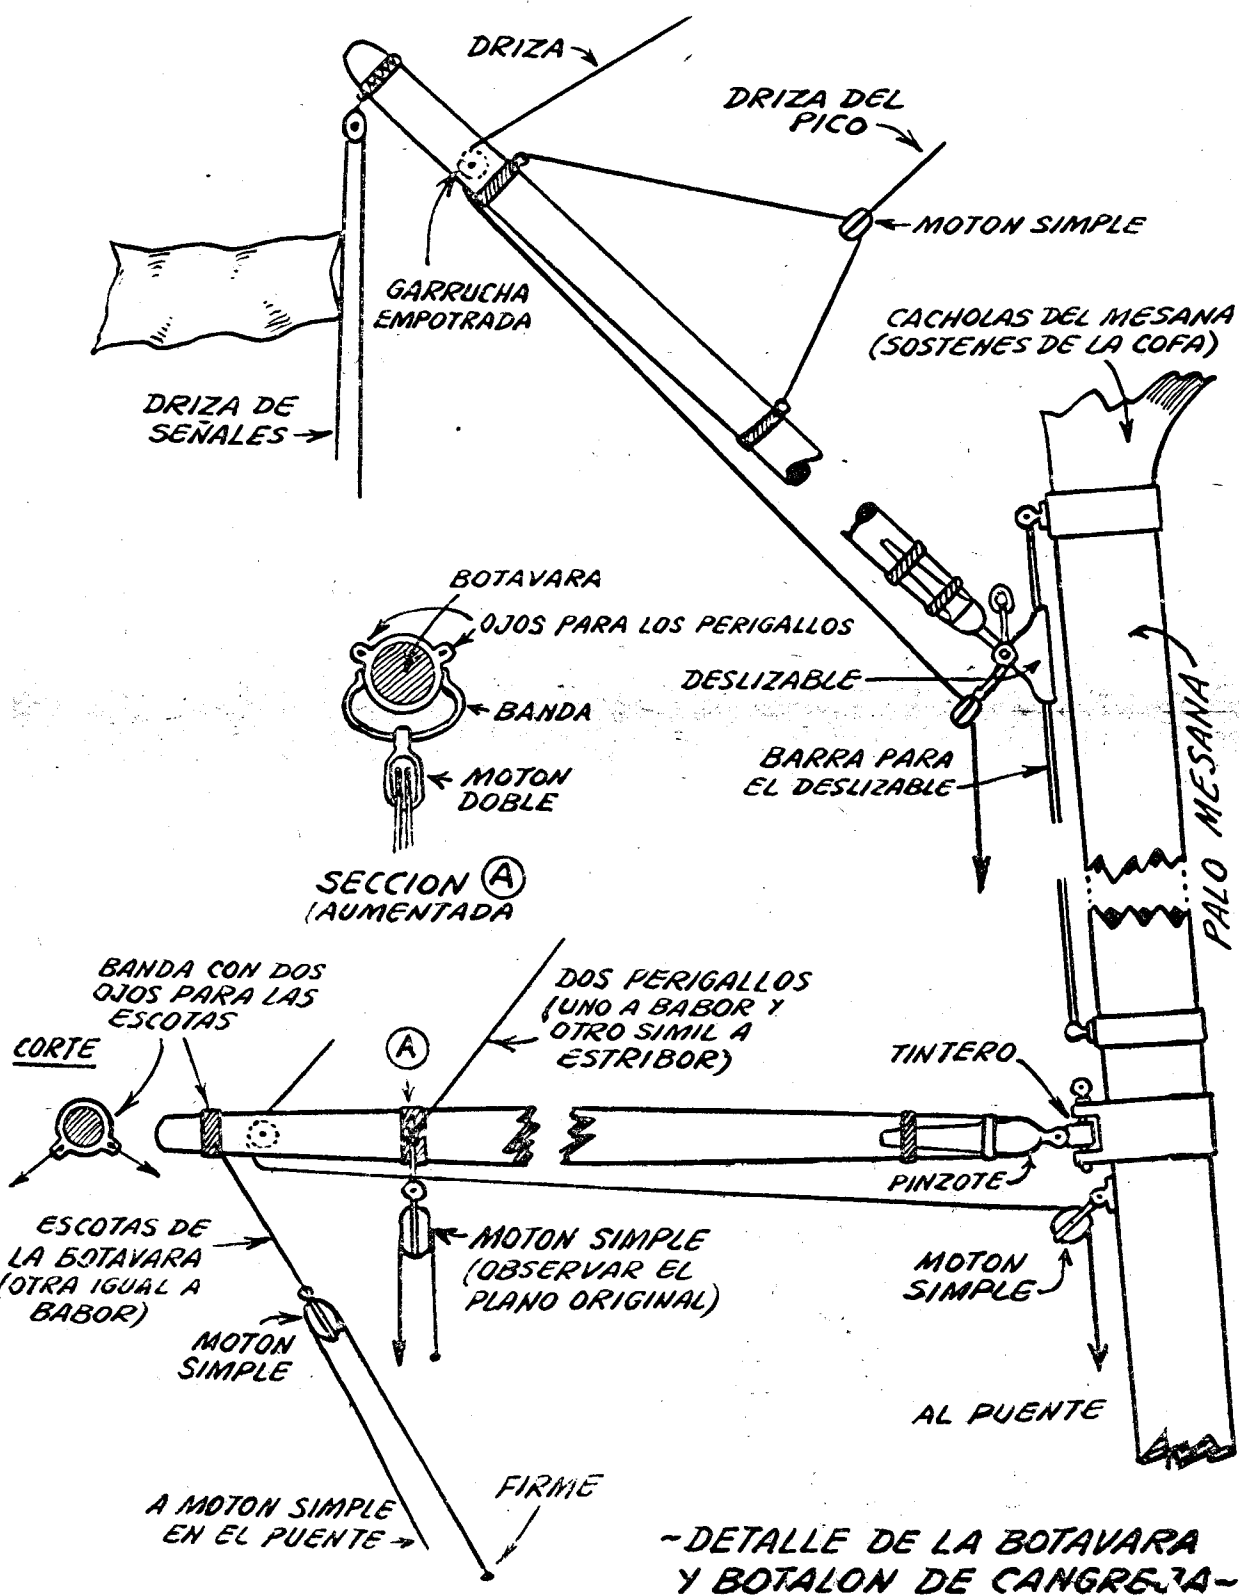 DRIZA
DRIZA DEL
PICO
MOTON SIMPLE
GARRUCHA
EMPOTRADA
CACHOLAS DEL MESANA
(SOSTENES DE LA COFA)
DRIZA DE
SEÑALES
BOTAVARA
OJOS PARA LOS PERIGALLOS
DESLIZABLE
BANDA
MOTON
DOBLE
BARRA PARA
EL DESLIZABLE
PALO MESANA
SECCION A
(AUMENTADA
BANDA CON DOS
OJOS PARA LAS
ESCOTAS
CORTE
A
DOS PERIGALLOS
(UNO A BABOR Y
OTRO SIMIL A
ESTRIBOR)
TINTERO
PINZOTE
ESCOTAS DE
LA BOTAVARA
(OTRA IGUAL A
BABOR)
MOTON SIMPLE
(OBSERVAR EL
PLANO ORIGINAL)
MOTON
SIMPLE
MOTON
SIMPLE
AL PUENTE
A MOTON SIMPLE
EN EL PUENTE
FIRME
~DETALLE DE LA BOTAVARA
Y BOTALON DE CANGREJA~